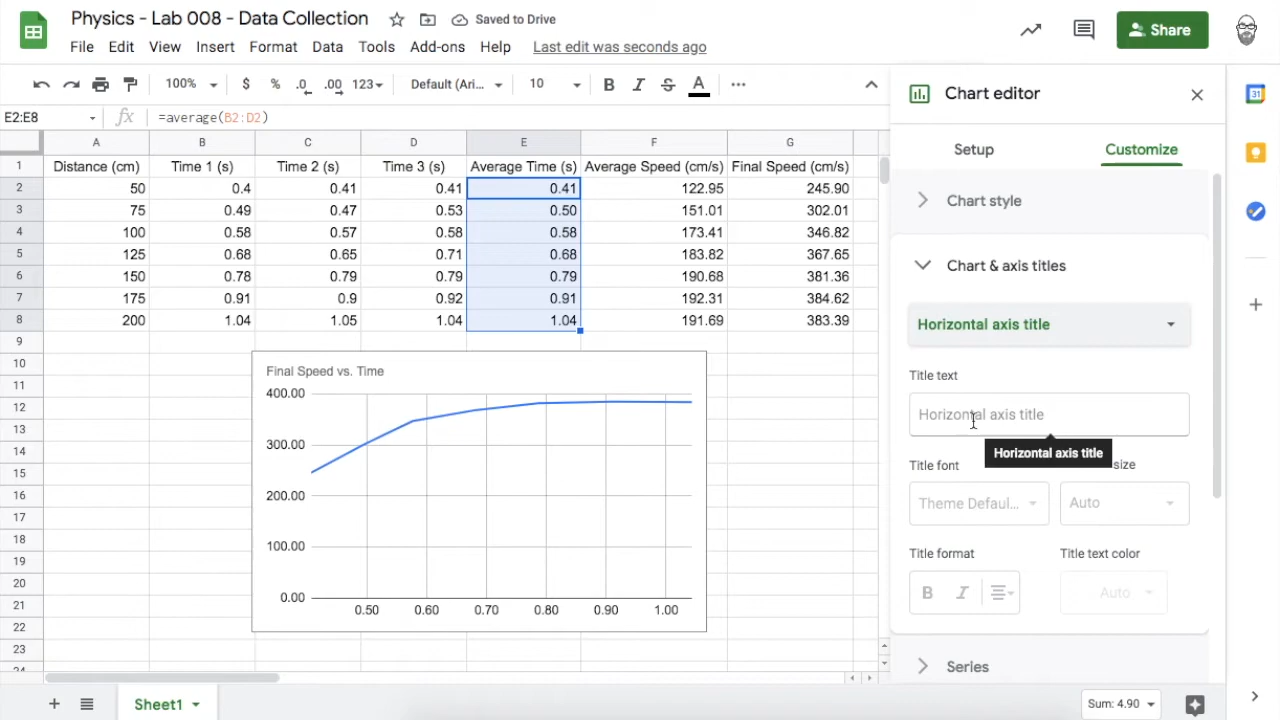 Physics - Lab 008 - Data Collection Saved to Drive
File Edit View Insert Format Data Tools Add-ons Help Last edit was seconds ago
Share
100% $ % .0 .00 123 Default (Ari... 10 B I S A
E2:E8 fx =average(B2:D2)
A B C D E F G
1 Distance (cm) Time 1 (s) Time 2 (s) Time 3 (s) Average Time (s) Average Speed (cm/s) Final Speed (cm/s)
2 50 0.4 0.41 0.41 0.41 122.95 245.90
3 75 0.49 0.47 0.53 0.50 151.01 302.01
4 100 0.58 0.57 0.58 0.58 173.41 346.82
5 125 0.68 0.65 0.71 0.68 183.82 367.65
6 150 0.78 0.79 0.79 0.79 190.68 381.36
7 175 0.91 0.9 0.92 0.91 192.31 384.62
8 200 1.04 1.05 1.04 1.04 191.69 383.39
9
10
11
12
13
14
15
16
17
18
19
20
21
22
23
24
Final Speed vs. Time
400.00
300.00
200.00
100.00
0.00
0.50 0.60 0.70 0.80 0.90 1.00
Chart editor
Setup Customize
Chart style
Chart & axis titles
Horizontal axis title
Title text
Horizontal axis title
Horizontal axis title
Title font size
Theme Defaul... Auto
Title format Title text color
B I Auto
Series
31
+ Sheet1 Sum: 4.90